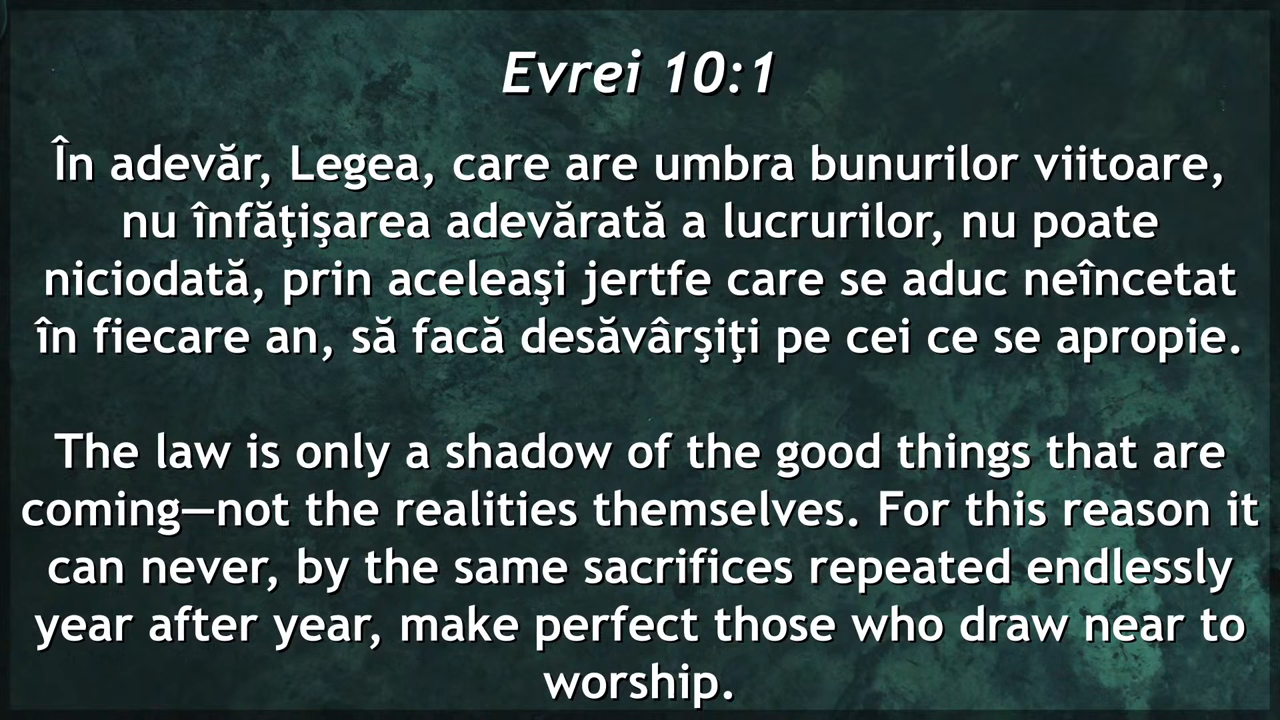 Evrei 10:1
În adevăr, Legea, care are umbra bunurilor viitoare,
nu înfăţişarea adevărată a lucrurilor, nu poate
niciodată, prin aceleaşi jertfe care se aduc neîncetat
în fiecare an, să facă desăvârşiţi pe cei ce se apropie.
The law is only a shadow of the good things that are
coming—not the realities themselves. For this reason it
can never, by the same sacrifices repeated endlessly
year after year, make perfect those who draw near to
worship.